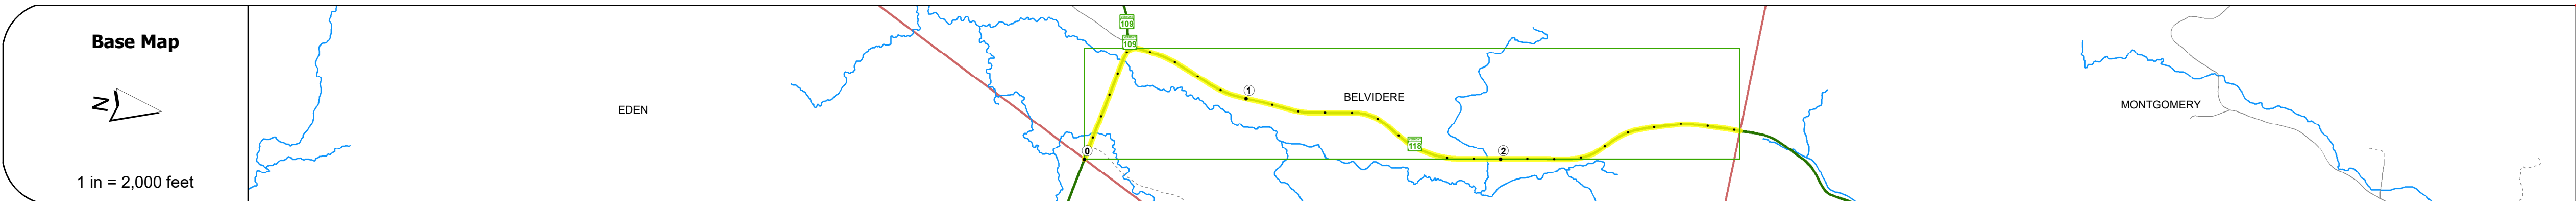 Base Map
N
1 in = 2,000 feet
EDEN
109
109
0
1
BELVIDERE
118
2
MONTGOMERY